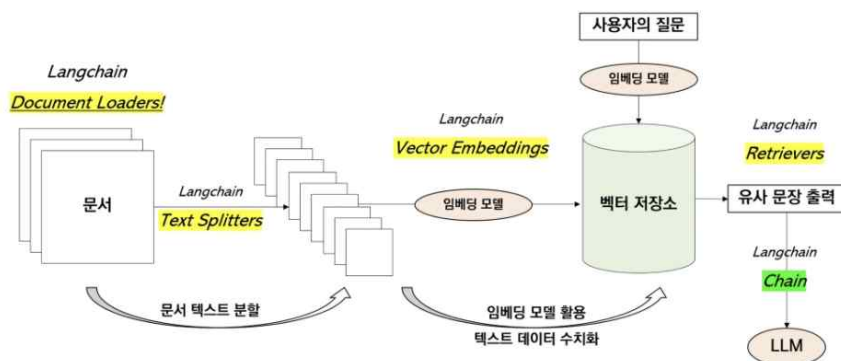 사용자의 질문
임베딩 모델
Langchain
Document Loaders!
문서
Langchain
Text Splitters
Langchain
Vector Embeddings
임베딩 모델
벡터 저장소
Langchain
Retrievers
유사 문장 출력
Langchain
Chain
LLM
문서 텍스트 분할
임베딩 모델 활용
텍스트 데이터 수치화